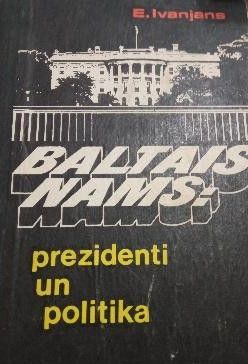 E. Ivanjans
BALTAIS
NAMS:
prezidenti
un
politika